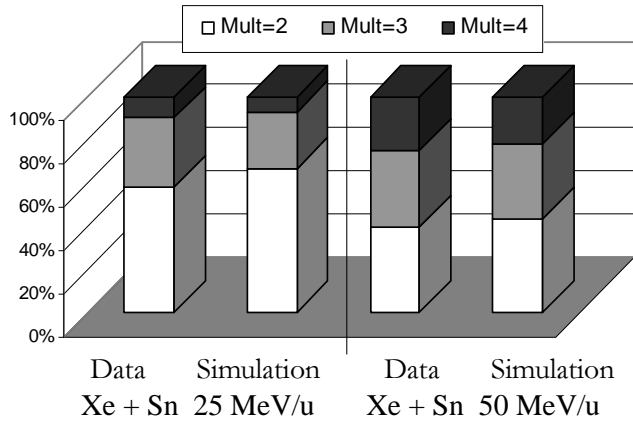 Mult=2 Mult=3 Mult=4
100%
80%
60%
40%
20%
0%
Data Simulation Data Simulation
Xe + Sn 25 MeV/u Xe + Sn 50 MeV/u